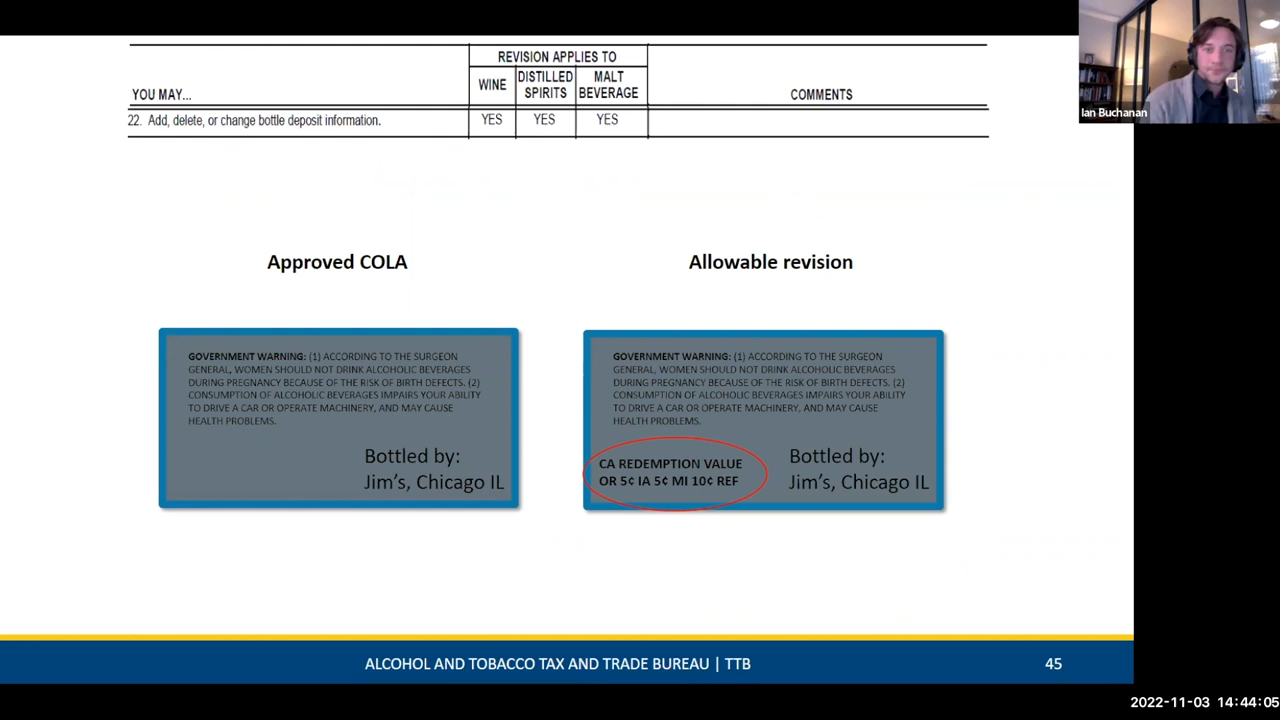 REVISION APPLIES TO
YOU MAY...
WINE
DISTILLED SPIRITS
MALT BEVERAGE
COMMENTS
22. Add, delete, or change bottle deposit information.
YES
YES
YES
Ian Buchanan
Approved COLA
Allowable revision
GOVERNMENT WARNING: (1) ACCORDING TO THE SURGEON
GENERAL, WOMEN SHOULD NOT DRINK ALCOHOLIC BEVERAGES
DURING PREGNANCY BECAUSE OF THE RISK OF BIRTH DEFECTS. (2)
CONSUMPTION OF ALCOHOLIC BEVERAGES IMPAIRS YOUR ABILITY
TO DRIVE A CAR OR OPERATE MACHINERY, AND MAY CAUSE
HEALTH PROBLEMS.
Bottled by:
Jim's, Chicago IL
GOVERNMENT WARNING: (1) ACCORDING TO THE SURGEON
GENERAL, WOMEN SHOULD NOT DRINK ALCOHOLIC BEVERAGES
DURING PREGNANCY BECAUSE OF THE RISK OF BIRTH DEFECTS. (2)
CONSUMPTION OF ALCOHOLIC BEVERAGES IMPAIRS YOUR ABILITY
TO DRIVE A CAR OR OPERATE MACHINERY, AND MAY CAUSE
HEALTH PROBLEMS.
CA REDEMPTION VALUE
OR 5¢ IA 5¢ MI 10¢ REF
Bottled by:
Jim's, Chicago IL
ALCOHOL AND TOBACCO TAX AND TRADE BUREAU | TTB
45
2022-11-03 14:44:05